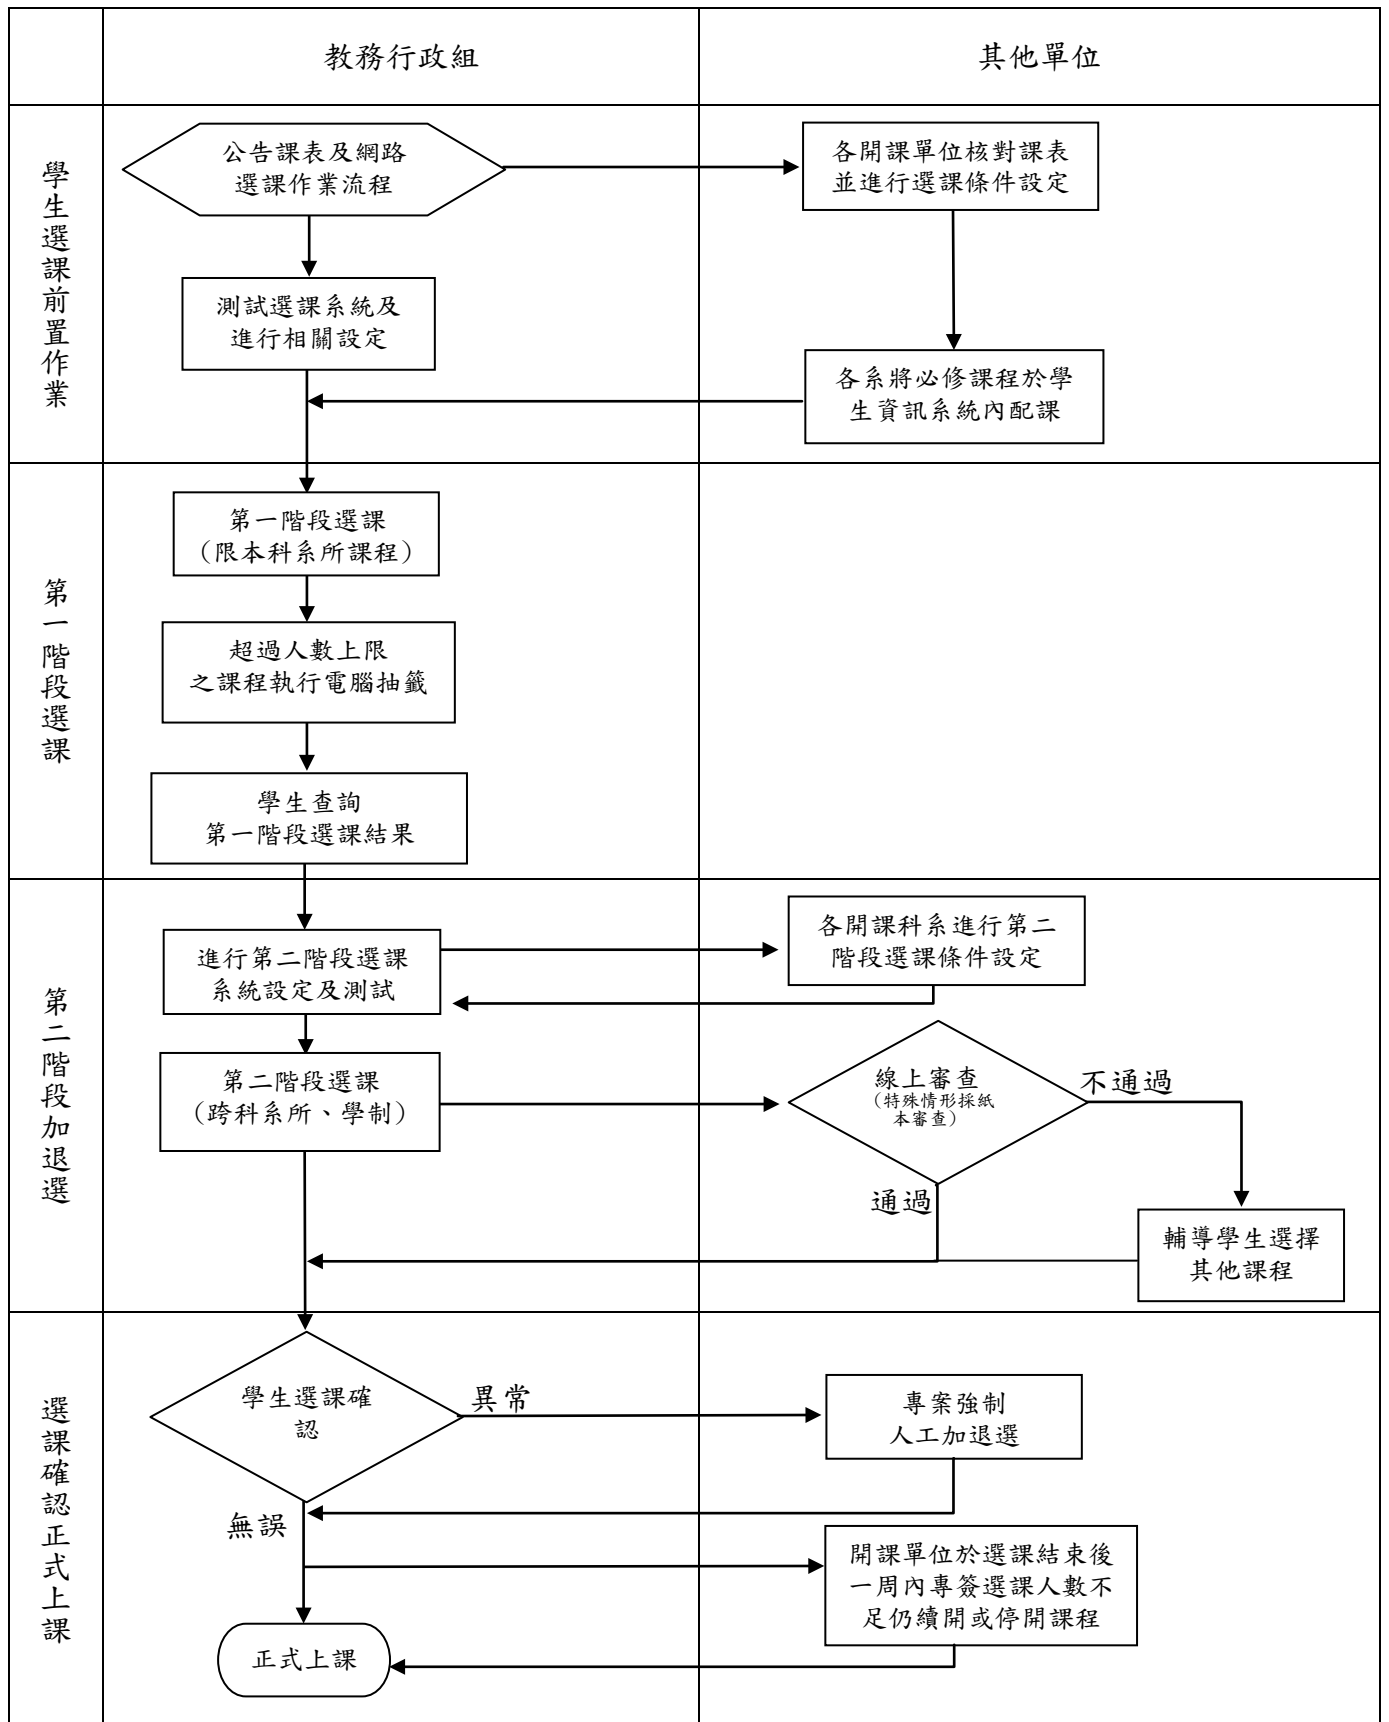 教務行政組
其他單位
學生選課前置作業
公告課表及網路
選課作業流程
各開課單位核對課表
並進行選課條件設定
測試選課系統及
進行相關設定
各系將必修課程於學
生資訊系統內配課
第一階段選課
第一階段選課
（限本科系所課程）
超過人數上限
之課程執行電腦抽籤
學生查詢
第一階段選課結果
第二階段加退選
進行第二階段選課
系統設定及測試
各開課科系進行第二
階段選課條件設定
第二階段選課
（跨科系所、學制）
線上審查
（特殊情形採紙
本審查）
不通過
通過
輔導學生選擇
其他課程
選課確認正式上課
學生選課確
認
異常
專案強制
人工加退選
無誤
開課單位於選課結束後
一周內專簽選課人數不
足仍續開或停開課程
正式上課